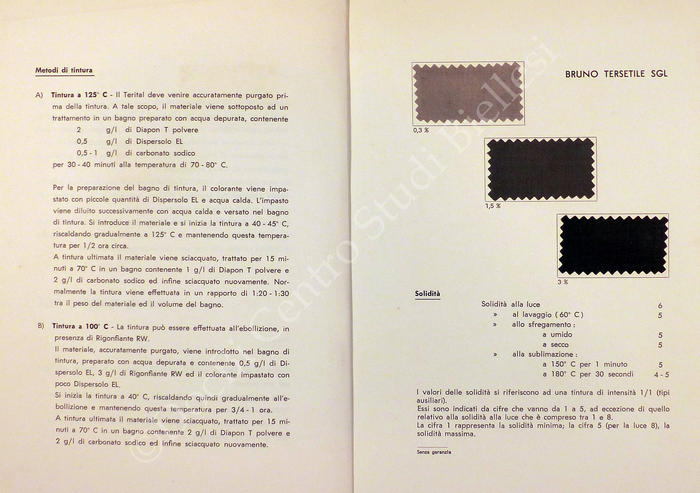 Metodi di tintura
A) Tintura a 125° C - Il Terital deve venire accuratamente purgato pri-
ma della tintura. A tale scopo, il materiale viene sottoposto ad un
trattamento in un bagno preparato con acqua depurata, contenente
2 g/l di Diapon T polvere
0,5 g/l di Dispersolo EL
0,5 - 1 g/l di carbonato sodico
per 30 - 40 minuti alla temperatura di 70 - 80° C.
Per la preparazione del bagno di tintura, il colorante viene impa-
stato con piccole quantità di Dispersolo EL e acqua calda. L'impasto
viene diluito successivamente con acqua calda e versato nel bagno
di tintura. Si introduce il materiale e si inizia la tintura a 40 - 45° C,
riscaldando gradualmente a 125° C e mantenendo questa tempera-
tura per 1/2 ora circa.
A tintura ultimata il materiale viene sciacquato, trattato per 15 mi-
nuti a 70° C in un bagno contenente 1 g/l di Diapon T polvere e
2 g/l di carbonato sodico ed infine sciacquato nuovamente. Nor-
malmente la tintura viene effettuata in un rapporto di 1:20 - 1:30
tra il peso del materiale ed il volume del bagno.
B) Tintura a 100° C - La tintura può essere effettuata all'ebollizione, in
presenza di Rigonfiante RW.
Il materiale, accuratamente purgato, viene introdotto nel bagno di
tintura, preparato con acqua depurata e contenente 0,5 g/l di Di-
spersolo EL, 3 g/l di Rigonfiante RW ed il colorante impastato con
poco Dispersolo EL.
Si inizia la tintura a 40° C, riscaldando quindi gradualmente all'e-
bollizione e mantenendo questa temperatura per 3/4 - 1 ora.
A tintura ultimata il materiale viene sciacquato, trattato per 15 mi-
nuti a 70° C in un bagno contenente 2 g/l di Diapon T polvere e
2 g/l di carbonato sodico ed infine sciacquato nuovamente.
BRUNO TERSETILE SGL
0,3 %
1,5 %
3 %
Solidità
Solidità alla luce 6
» al lavaggio (60° C) 5
» allo sfregamento :
a umido 5
a secco 5
» alla sublimazione :
a 150° C per 1 minuto 5
a 180° C per 30 secondi 4 - 5
I valori delle solidità si riferiscono ad una tintura di intensità 1/1 (tipi
ausiliari).
Essi sono indicati da cifre che vanno da 1 a 5, ad eccezione di quello
relativo alla solidità alla luce che è compreso tra 1 e 8.
La cifra 1 rappresenta la solidità minima; la cifra 5 (per la luce 8), la
solidità massima.
Senza garanzia
Centro Studi biellesi